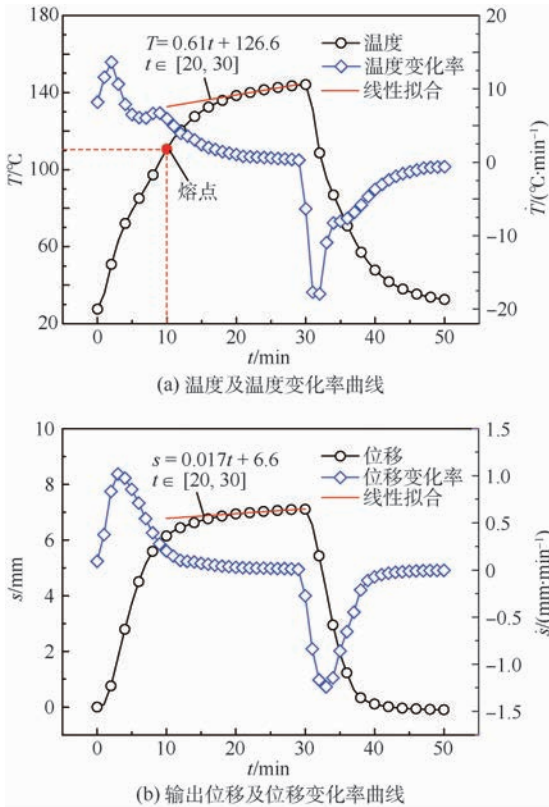 180
140
100
60
20
T/℃
T= 0.61t + 126.6
t∈ [20, 30]
温度
温度变化率
线性拟合
熔点
20
10
0
−10
−20
Ṫ/(℃·min⁻¹)
0 10 20 30 40 50
t/min
(a) 温度及温度变化率曲线
10
8
6
4
2
0
s/mm
s = 0.017t + 6.6
t ∈ [20, 30]
位移
位移变化率
线性拟合
1.5
1.0
0.5
0
−0.5
−1.0
−1.5
ṡ/(mm·min⁻¹)
0 10 20 30 40 50
t/min
(b) 输出位移及位移变化率曲线